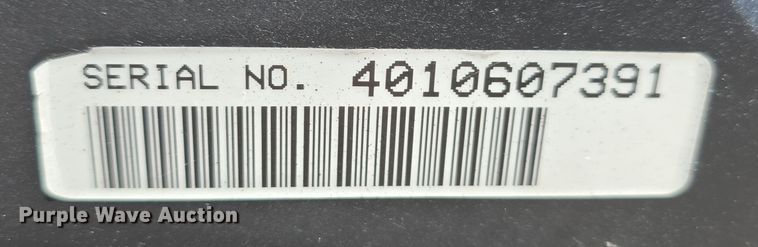 SERIAL NO. 4010607391
Purple Wave Auction